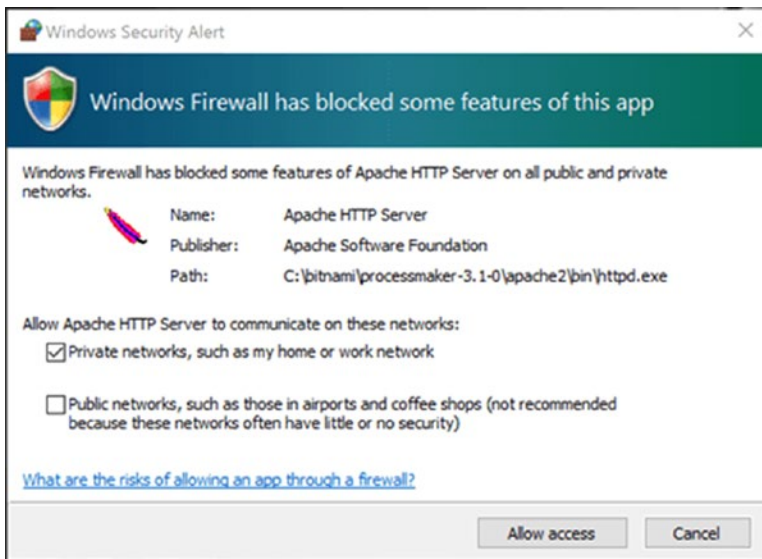 Windows Security Alert
Windows Firewall has blocked some features of this app
Windows Firewall has blocked some features of Apache HTTP Server on all public and private
networks.
Name: Apache HTTP Server
Publisher: Apache Software Foundation
Path: C:\bitnami\processmaker-3.1-0\apache2\bin\httpd.exe
Allow Apache HTTP Server to communicate on these networks:
Private networks, such as my home or work network
Public networks, such as those in airports and coffee shops (not recommended
because these networks often have little or no security)
What are the risks of allowing an app through a firewall?
Allow access Cancel